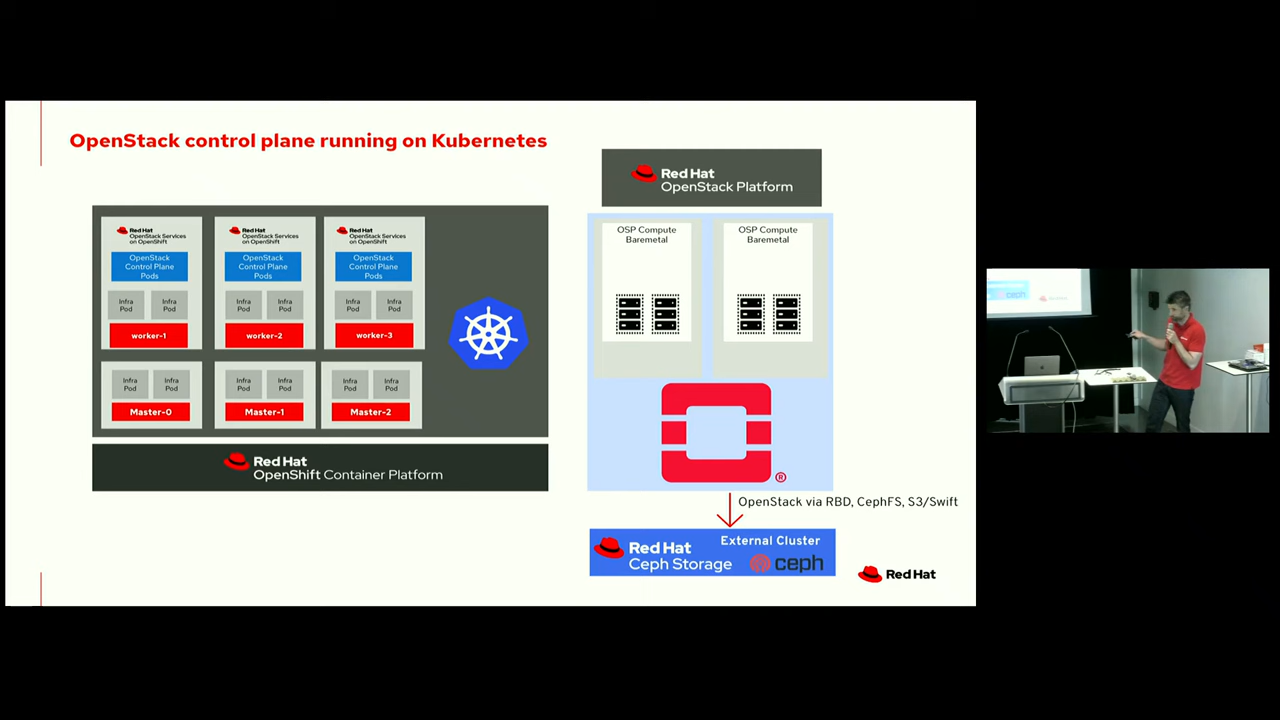 OpenStack control plane running on Kubernetes
Red Hat
OpenStack Services
on OpenShift
OpenStack
Control Plane
Pods
Infra
Pod
Infra
Pod
worker-1
Red Hat
OpenStack Services
on OpenShift
OpenStack
Control Plane
Pods
Infra
Pod
Infra
Pod
worker-2
Red Hat
OpenStack Services
on OpenShift
OpenStack
Control Plane
Pods
Infra
Pod
Infra
Pod
worker-3
Infra
Pod
Infra
Pod
Master-0
Infra
Pod
Infra
Pod
Master-1
Infra
Pod
Infra
Pod
Master-2
Red Hat
OpenShift Container Platform
Red Hat
OpenStack Platform
OSP Compute
Baremetal
OSP Compute
Baremetal
®
OpenStack via RBD, CephFS, S3/Swift
External Cluster
Red Hat
Ceph Storage
ceph
Red Hat
ceph